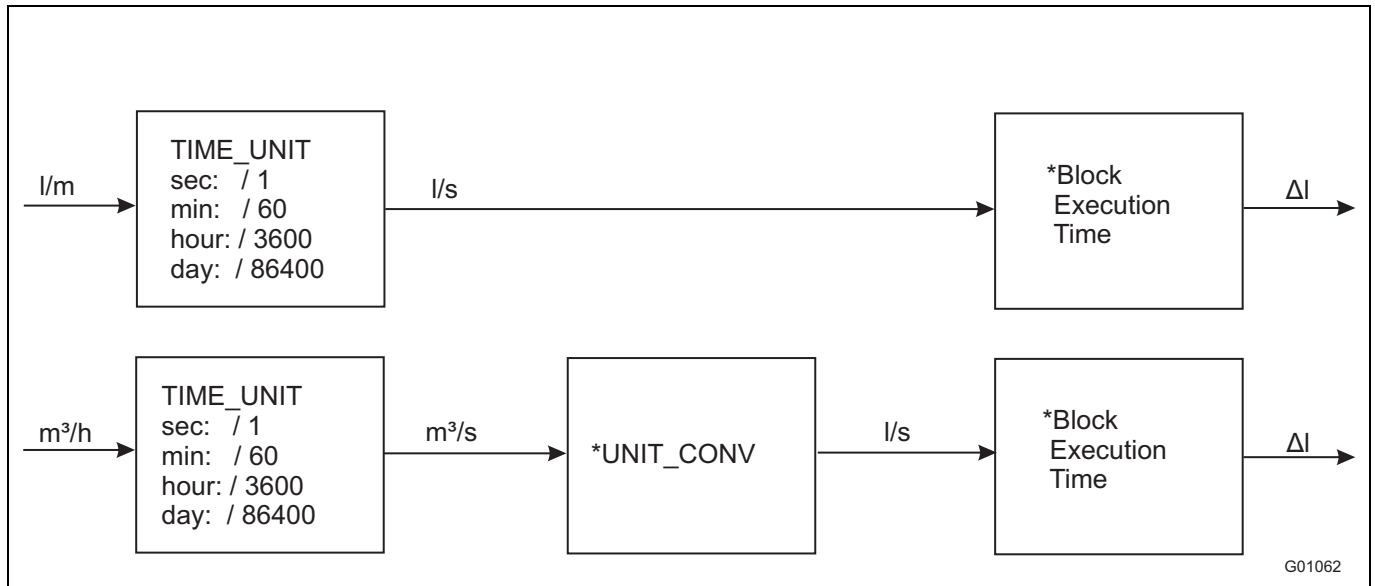 l/m
TIME_UNIT
sec: / 1
min: / 60
hour: / 3600
day: / 86400
l/s
*Block
Execution
Time
Δl
m³/h
TIME_UNIT
sec: / 1
min: / 60
hour: / 3600
day: / 86400
m³/s
*UNIT_CONV
l/s
*Block
Execution
Time
Δl
G01062